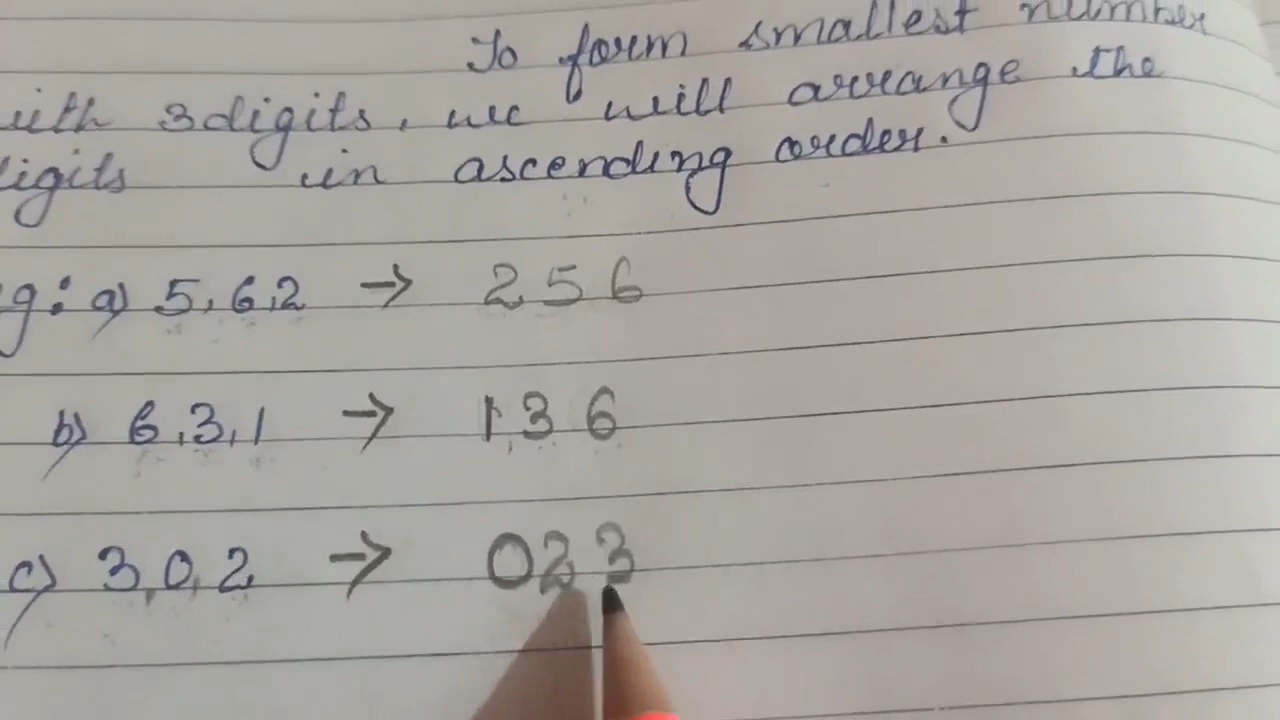 To form smallest number
with 3digits, we will arrange the
digits in ascending order.
g: a) 5,6,2 → 256
b) 6,3,1 → 136
c) 3,0,2 → 023